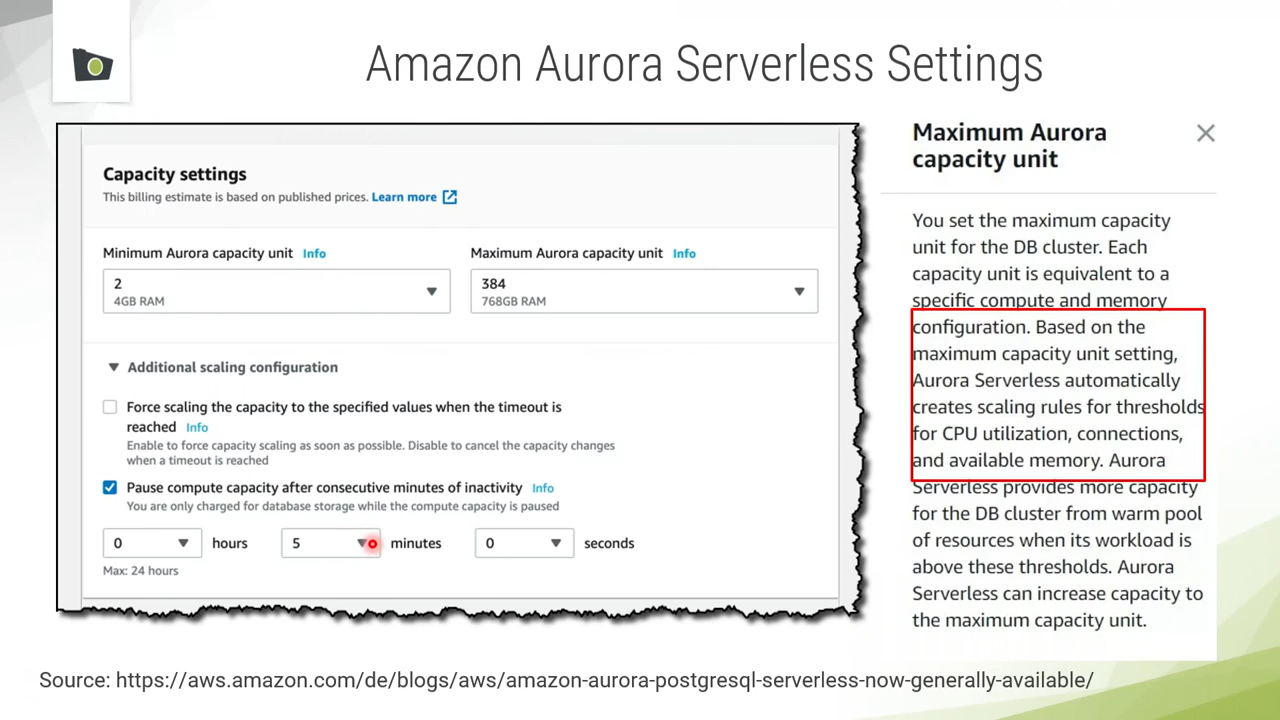 Amazon Aurora Serverless Settings
Capacity settings
This billing estimate is based on published prices. Learn more
Minimum Aurora capacity unit Info
2
4GB RAM
Maximum Aurora capacity unit Info
384
768GB RAM
Additional scaling configuration
Force scaling the capacity to the specified values when the timeout is
reached Info
Enable to force capacity scaling as soon as possible. Disable to cancel the capacity changes
when a timeout is reached
Pause compute capacity after consecutive minutes of inactivity Info
You are only charged for database storage while the compute capacity is paused
0 hours 5 minutes 0 seconds
Max: 24 hours
Maximum Aurora
capacity unit
You set the maximum capacity
unit for the DB cluster. Each
capacity unit is equivalent to a
specific compute and memory
configuration. Based on the
maximum capacity unit setting,
Aurora Serverless automatically
creates scaling rules for thresholds
for CPU utilization, connections,
and available memory. Aurora
Serverless provides more capacity
for the DB cluster from warm pool
of resources when its workload is
above these thresholds. Aurora
Serverless can increase capacity to
the maximum capacity unit.
Source: https://aws.amazon.com/de/blogs/aws/amazon-aurora-postgresql-serverless-now-generally-available/